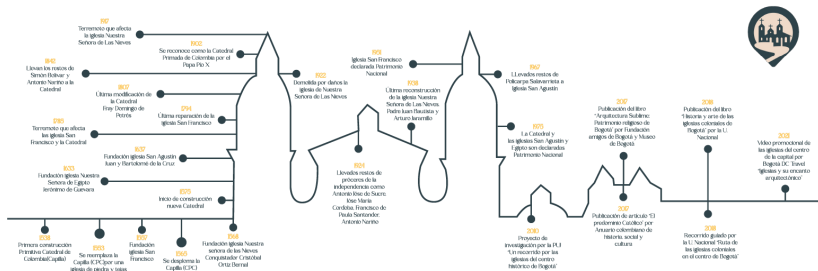 1917
Terremoto que afecta
la iglesia Nuestra
Señora de Las Nieves
1902
Se reconoce como la Catedral
Primada de Colombia por el
Papa Pío X
Llevan los restos de
Simón Bolívar y
Antonio Nariño a la
Catedral
1807
Última modificación de
la Catedral
Fray. Domingo de
Petrés
1794
Última reparación de la
iglesia San Francisco
1785
Terremoto que afecta
las iglesia San
Francisco y la Catedral
1637
Fundación iglesia San Agustín
Juan y Bartolomé de la Cruz
Fundación iglesia Nuestra
Señora de Egipto
Jerónimo de Guevara
Inicio de construcción
nueva Catedral
1538
Primera construcción
Primitiva Catedral de
Colombia(Capilla)
1553
Se reemplaza la
Capilla (CPC)por una
iglesia de piedra y tejas
1557
Fundación
iglesia San
Francisco
1565
Se desploma la
Capilla (CPC)
1568
Fundación iglesia Nuestra
señora de las Nieves
Conquistador Cristóbal
Ortíz Bernal
1922
Demolida por daños la
iglesia de Nuestra
Señora de Las Nieves
1924
Llevados restos de
próceres de la
independencia como
Antonio José de Sucre,
José María
Córdoba, Francisco de
Paula Santander,
Antonio Nariño
1981
Iglesia San Francisco
declarada Patrimonio
Nacional
1938
Última reconstrucción
de la iglesia Nuestra
Señora de Las Nieves.
Padre Juan Bautista y
Arturo Jaramillo
1967
LLevados restos de
Policarpa Salavarrieta a
Iglesia San Agustín
1975
La Catedral y
las iglesias San Agustín y
Egipto son declaradas
Patrimonio Nacional
2010
Proyecto de
investigación por la PUJ
'Un recorrido por las
iglesias del centro
histórico de Bogotá'
2017
Publicación del libro
'Arquitectura Sublime:
Patrimonio religioso de
Bogotá' por Fundación
amigos de Bogotá y Museo
de Bogotá
2017
Publicación de artículo 'El
predominio Católico' por
Anuario colombiano de
historia social y
cultura
2018
Publicación del libro
'Historia y arte de las
iglesias coloniales de
Bogotá' por la U.
Nacional
2018
Recorrido guiado por
la U. Nacional 'Ruta de
las iglesias coloniales
en el centro de Bogotá'
2021
Video promocional de
las iglesias del centro
de la capital por
Bogotá DC Travel
'Iglesias y su encanto
arquitectónico'